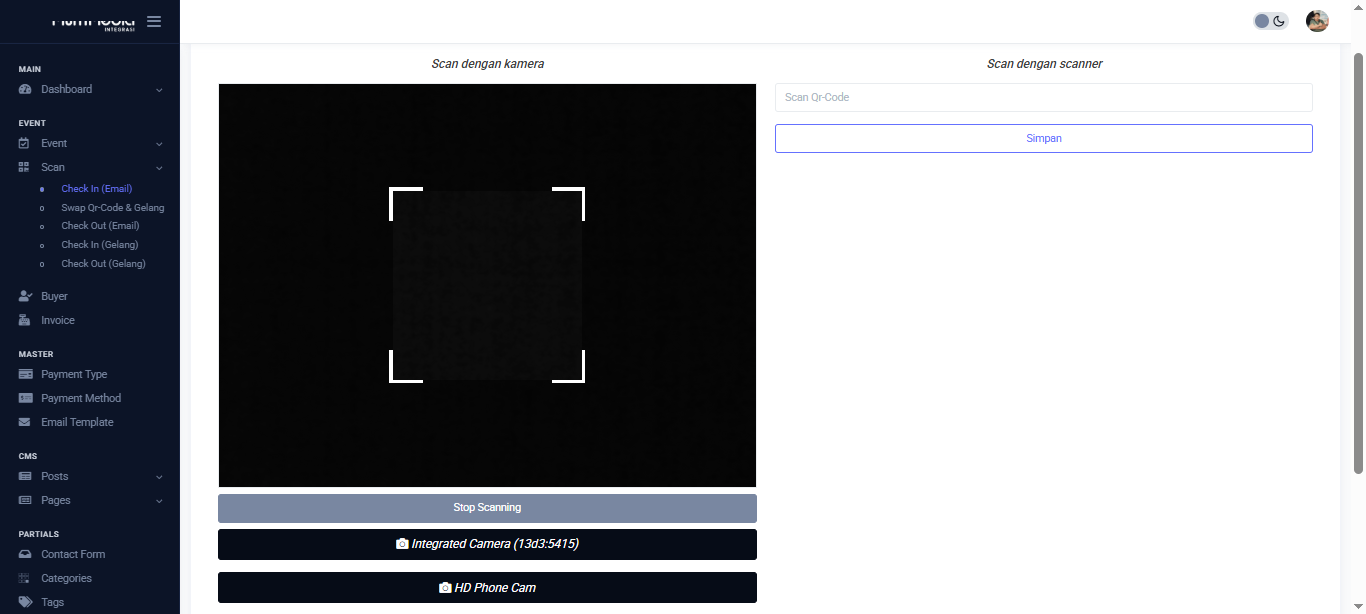 INTEGRASI
MAIN
Dashboard
EVENT
Event
Scan
Check In (Email)
Swap Qr-Code & Gelang
Check Out (Email)
Check In (Gelang)
Check Out (Gelang)
Buyer
Invoice
MASTER
Payment Type
Payment Method
Email Template
CMS
Posts
Pages
PARTIALS
Contact Form
Categories
Tags
Scan dengan kamera
Stop Scanning
Integrated Camera (13d3:5415)
HD Phone Cam
Scan dengan scanner
Scan Qr-Code
Simpan